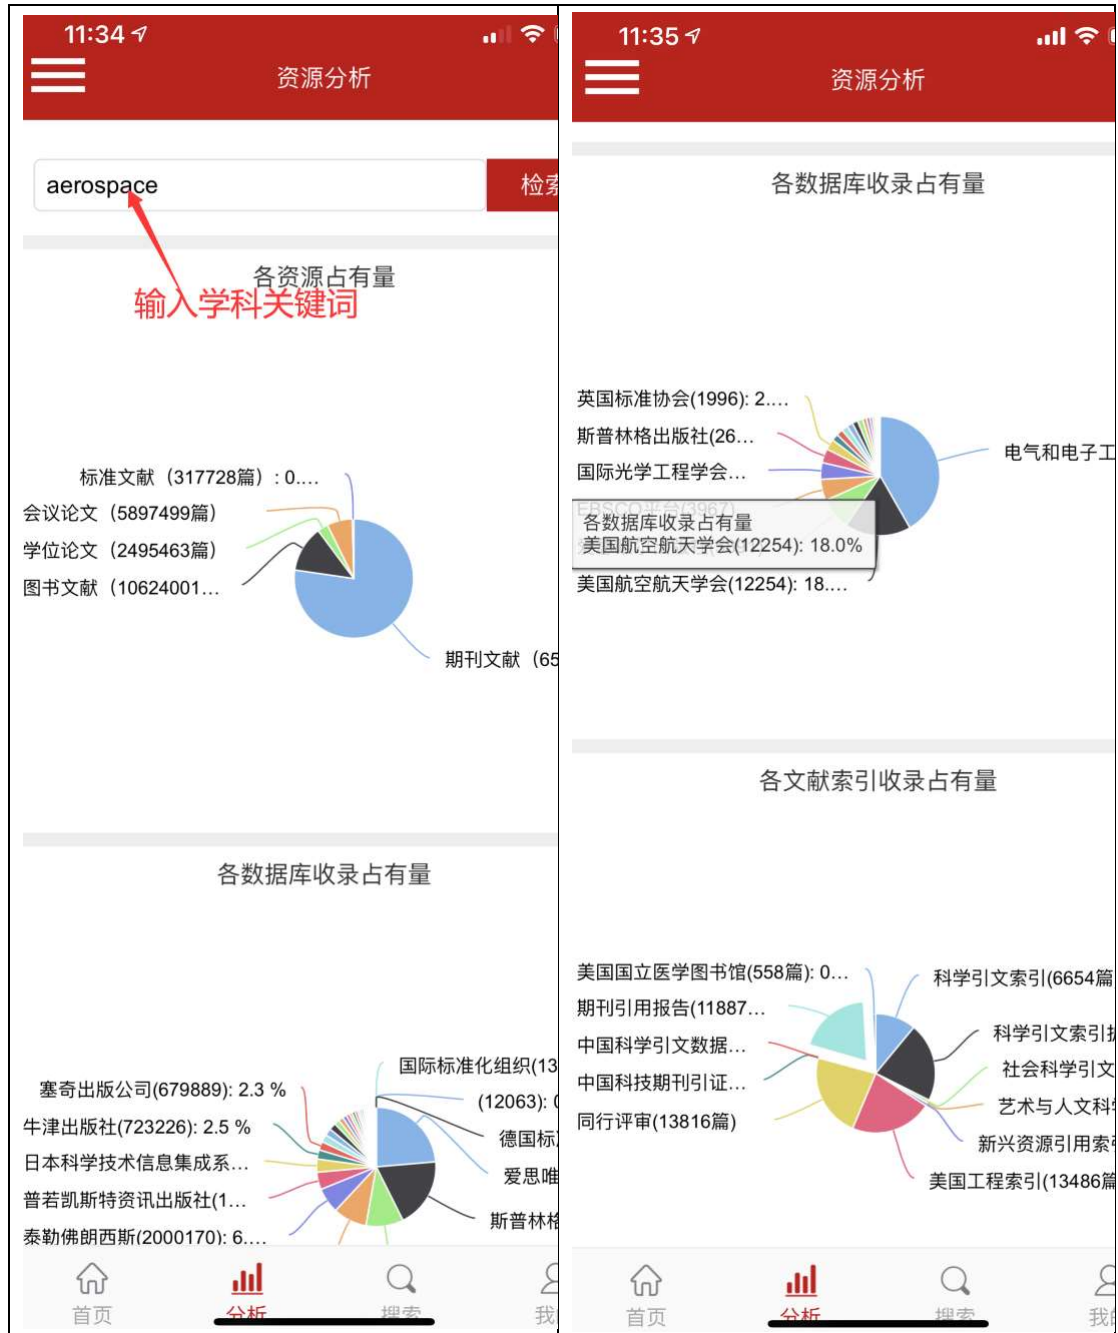 11:34
资源分析
aerospace
检索
各资源占有量
输入学科关键词
标准文献（317728篇）: 0....
会议论文（5897499篇）
学位论文（2495463篇）
图书文献（10624001...
期刊文献（65
各数据库收录占有量
国际标准化组织(13
塞奇出版公司(679889): 2.3 %
(12063): 0
牛津出版社(723226): 2.5 %
德国标
日本科学技术信息集成系...
爱思唯
普若凯斯特资讯出版社(1...
斯普林格
泰勒佛朗西斯(2000170): 6....
首页
分析
搜索
我
11:35
资源分析
各数据库收录占有量
英国标准协会(1996): 2....
斯普林格出版社(26...
电气和电子工
国际光学工程学会...
EBSCO平台(3967)
各数据库收录占有量
美国航空航天学会(12254): 18.0%
美国航空航天学会(12254): 18....
各文献索引收录占有量
美国国立医学图书馆(558篇): 0...
科学引文索引(6654篇
期刊引用报告(11887...
科学引文索引扩
中国科学引文数据...
社会科学引文
中国科技期刊引证...
艺术与人文科学
同行评审(13816篇)
新兴资源引用索引
美国工程索引(13486篇
首页
分析
搜索
我的